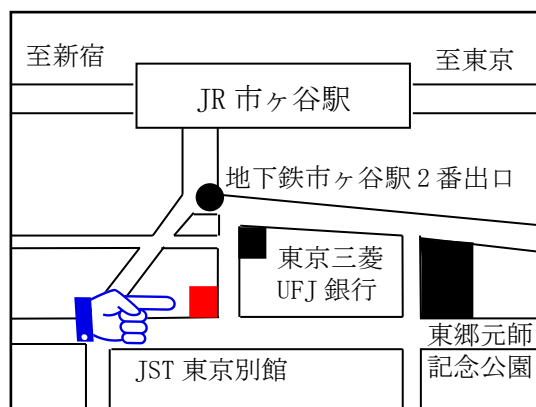 至新宿
至東京
JR 市ヶ谷駅
地下鉄市ヶ谷駅2番出口
東京三菱
UFJ 銀行
東郷元師
記念公園
JST 東京別館